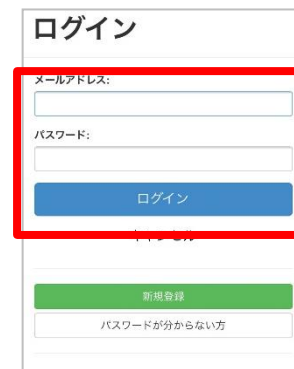 ログイン
メールアドレス:
パスワード:
ログイン
新規登録
パスワードが分からない方